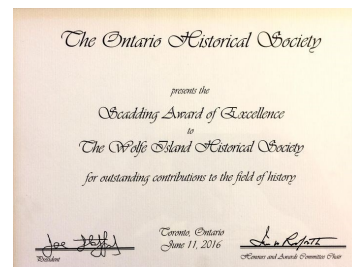 The Ontario Historical Society
presents the
Scadding Award of Excellence
to
The Wolfe Island Historical Society
for outstanding contributions to the field of history
Toronto, Ontario
June 11, 2016
President
Honours and Awards Committee Chair